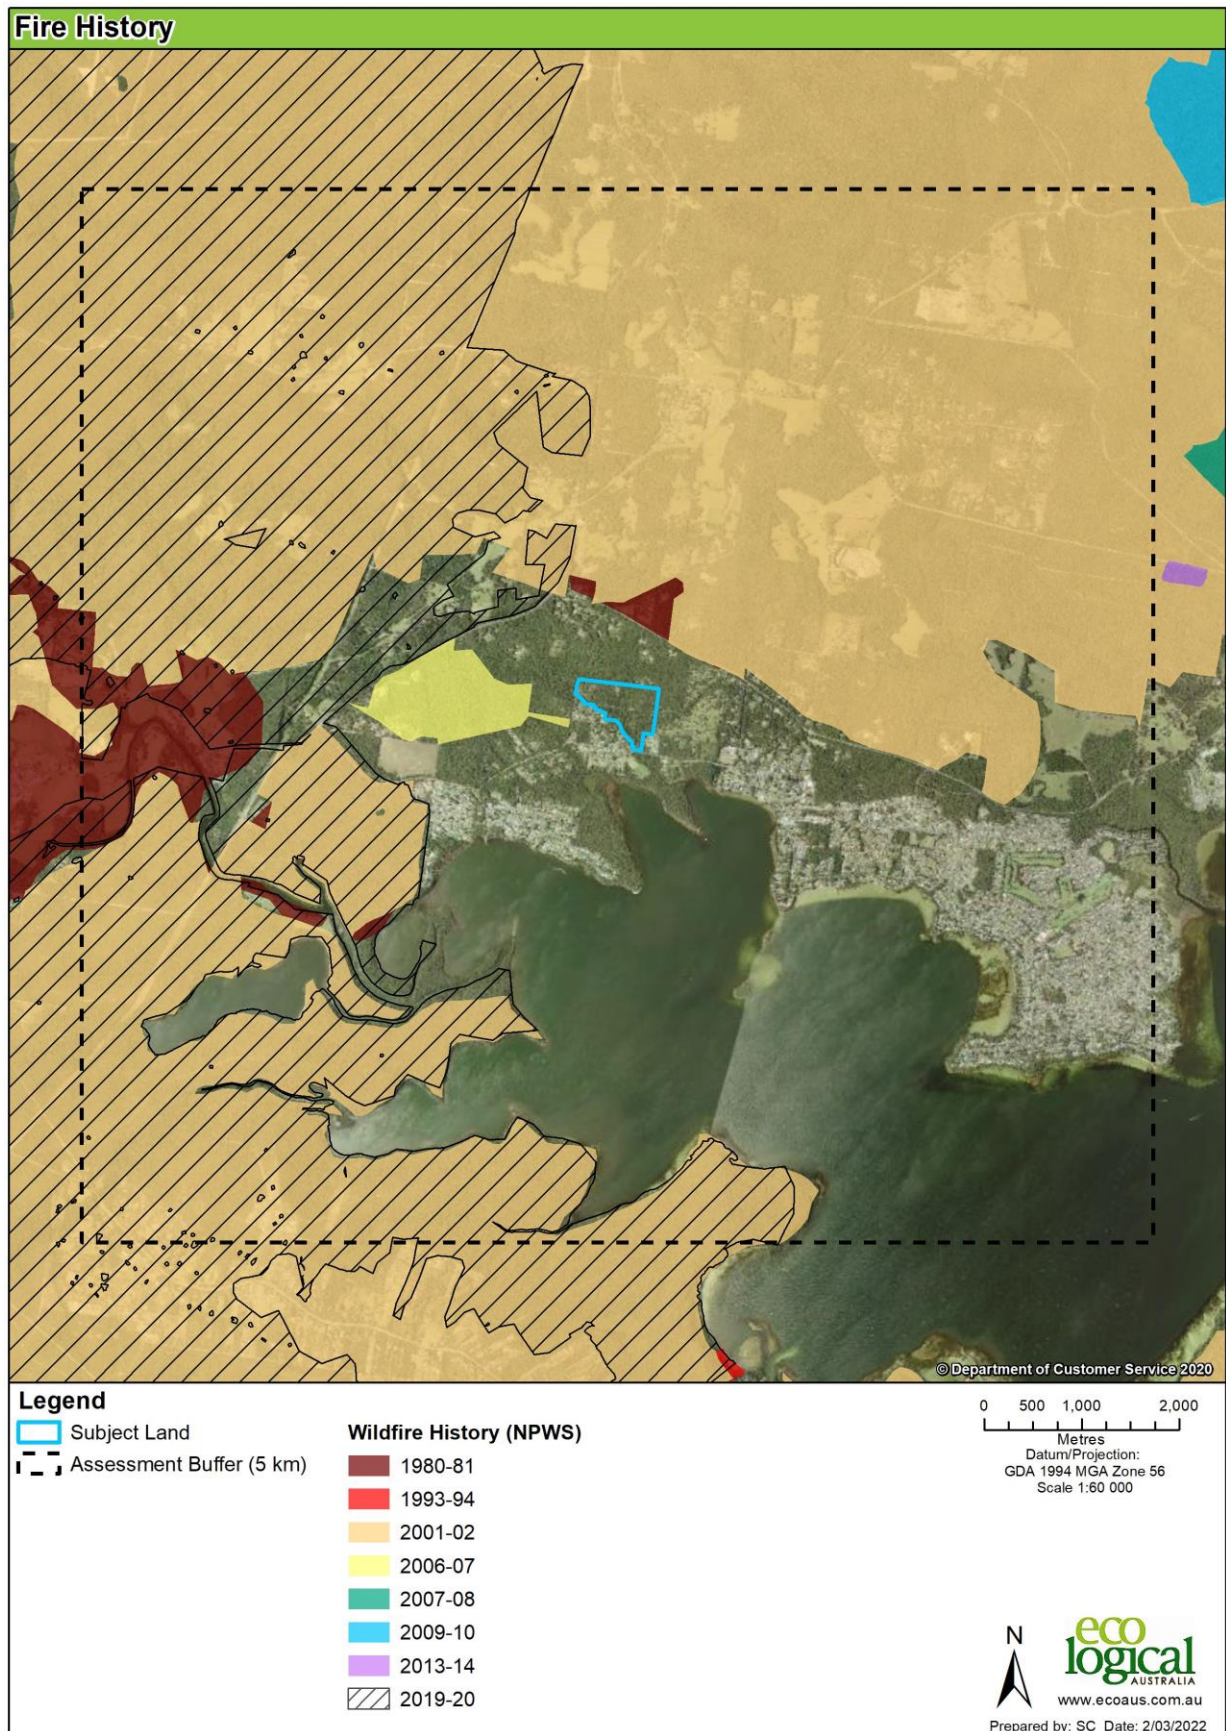 Fire History
© Department of Customer Service 2020
Legend
Subject Land
Assessment Buffer (5 km)
Wildfire History (NPWS)
1980-81
1993-94
2001-02
2006-07
2007-08
2009-10
2013-14
2019-20
0 500 1,000 2,000
Metres
Datum/Projection:
GDA 1994 MGA Zone 56
Scale 1:60 000
N
eco
logical
AUSTRALIA
www.ecoaus.com.au
Prepared by: SC Date: 2/03/2022